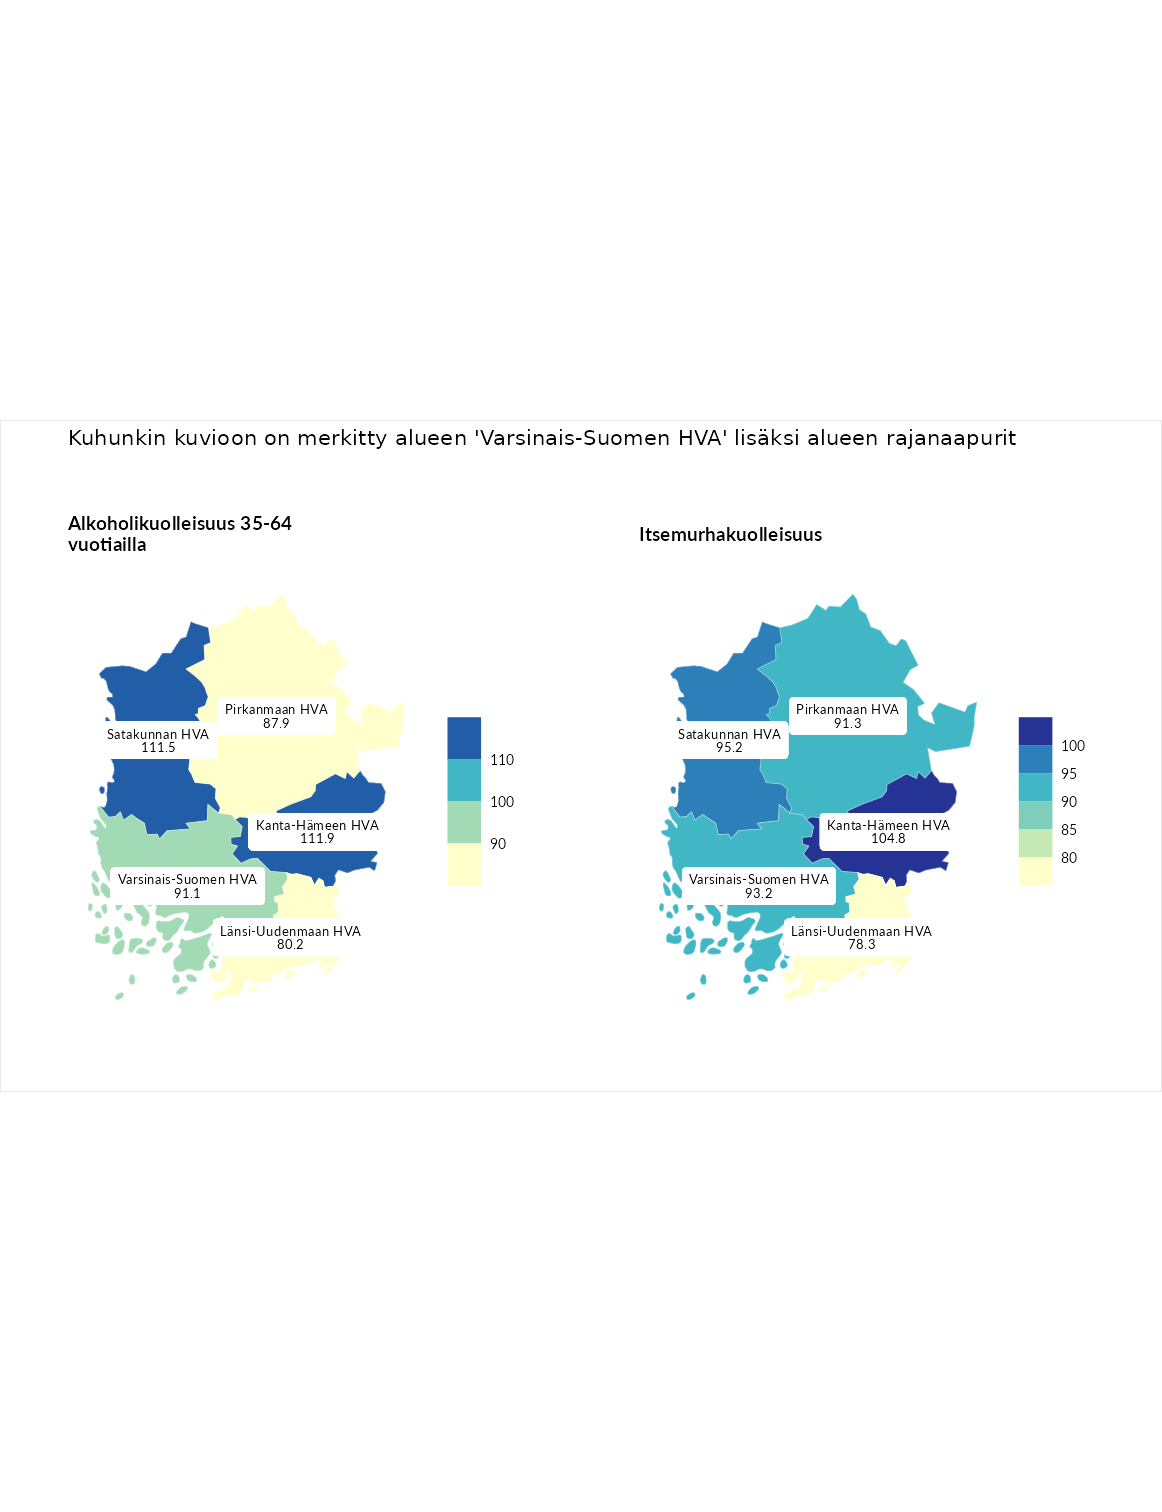 Kuhunkin kuvioon on merkitty alueen 'Varsinais-Suomen HVA' lisäksi alueen rajanaapurit
Alkoholikuolleisuus 35-64
vuotiailla
Pirkanmaan HVA
87.9
Satakunnan HVA
111.5
Kanta-Hämeen HVA
111.9
Varsinais-Suomen HVA
91.1
Länsi-Uudenmaan HVA
80.2
110
100
90
Itsemurhakuolleisuus
Pirkanmaan HVA
91.3
Satakunnan HVA
95.2
Kanta-Hämeen HVA
104.8
Varsinais-Suomen HVA
93.2
Länsi-Uudenmaan HVA
78.3
100
95
90
85
80